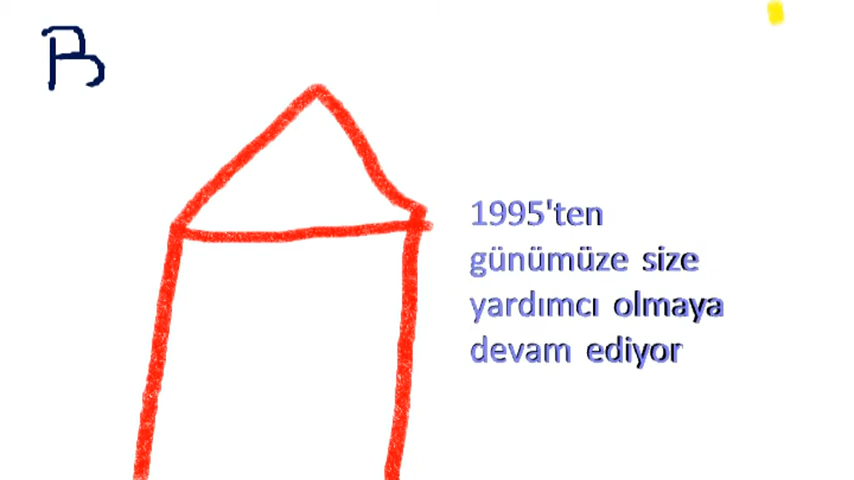 B
1995'ten
günümüze size
yardımcı olmaya
devam ediyor